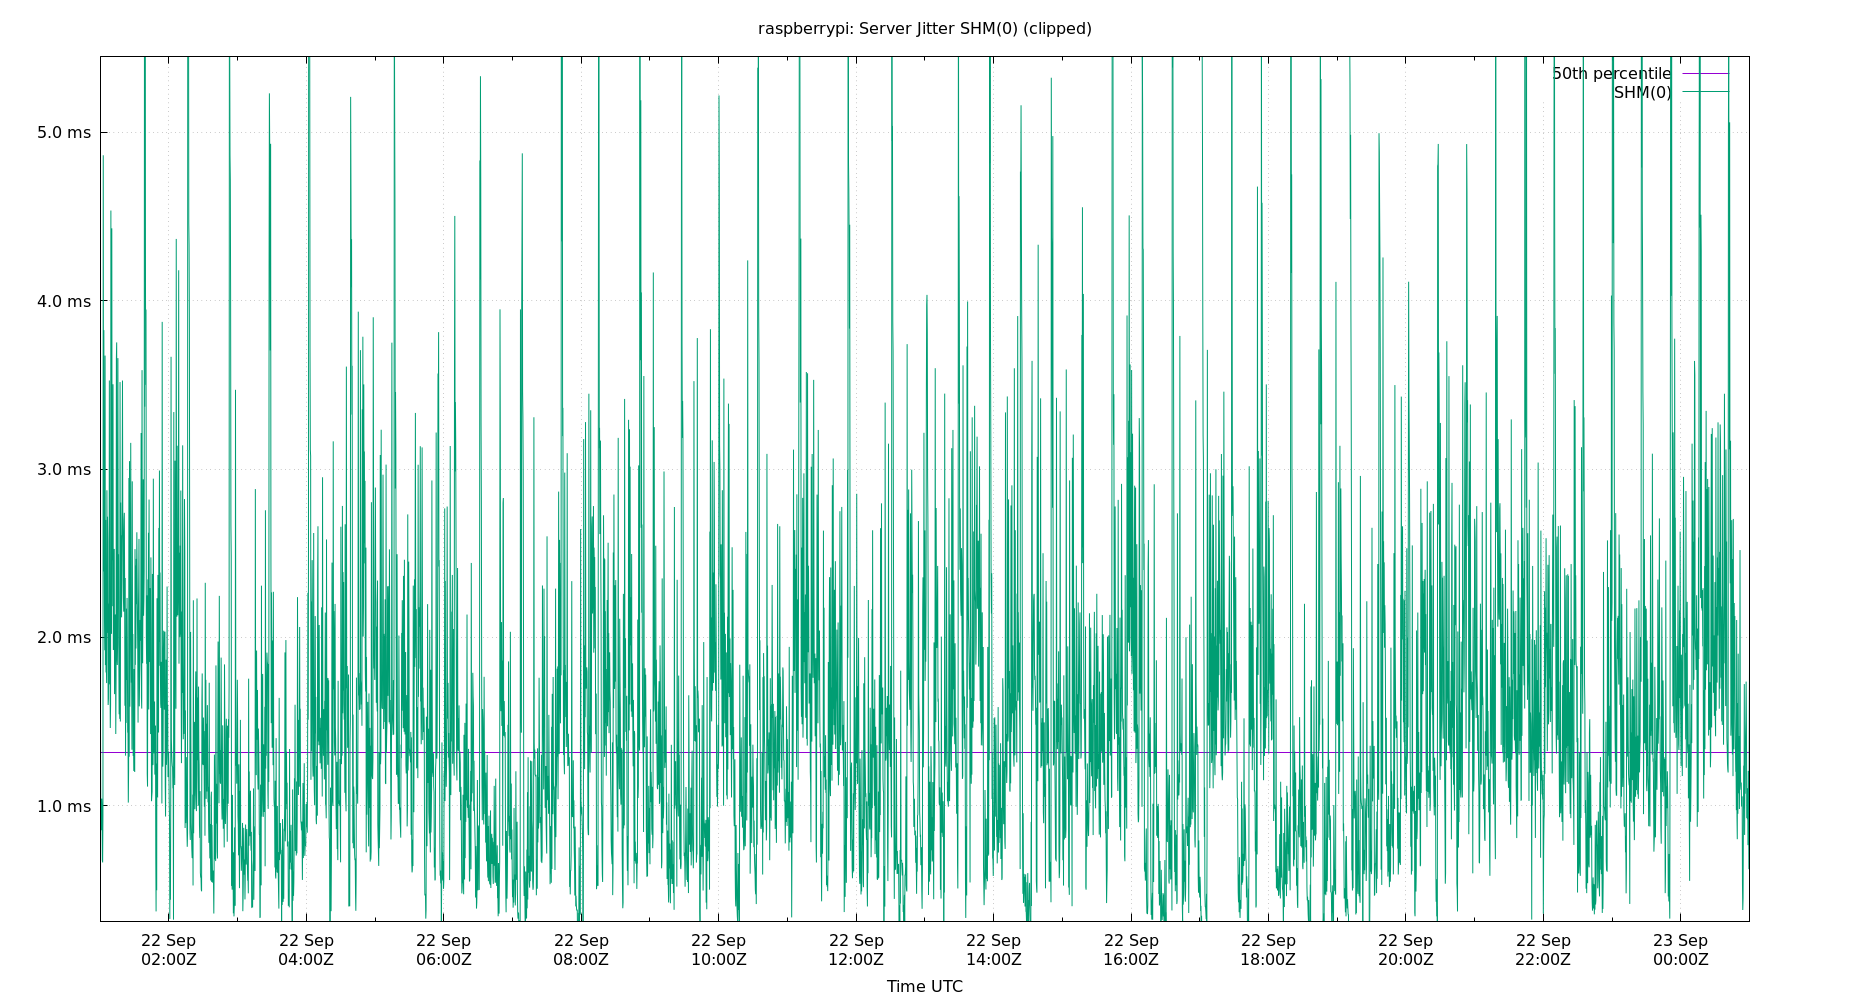 raspberrypi: Server Jitter SHM(0) (clipped)
50th percentile
SHM(0)
5.0 ms
4.0 ms
3.0 ms
2.0 ms
1.0 ms
22 Sep 22 Sep 22 Sep 22 Sep 22 Sep 22 Sep 22 Sep 22 Sep 22 Sep 22 Sep 22 Sep 23 Sep
02:00Z 04:00Z 06:00Z 08:00Z 10:00Z 12:00Z 14:00Z 16:00Z 18:00Z 20:00Z 22:00Z 00:00Z
Time UTC